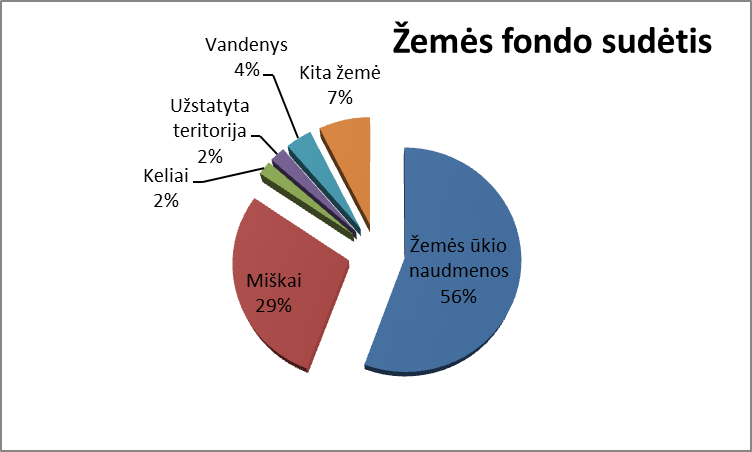 Žemės fondo sudėtis
Vandenys
4%
Kita žemė
7%
Užstatyta
teritorija
2%
Keliai
2%
Žemės ūkio
naudmenos
56%
Miškai
29%